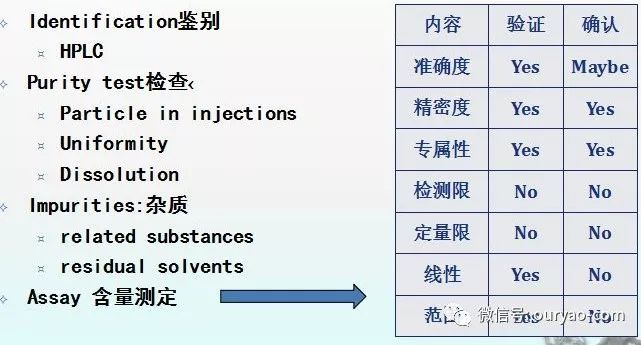 Identification鉴别
HPLC
Purity test检查
Particle in injections
Uniformity
Dissolution
Impurities:杂质
related substances
residual solvents
Assay 含量测定
内容 验证 确认
准确度 Yes Maybe
精密度 Yes Yes
专属性 Yes Yes
检测限 No No
定量限 No No
线性 Yes No
范 Yes No
微信号:ouryao.com